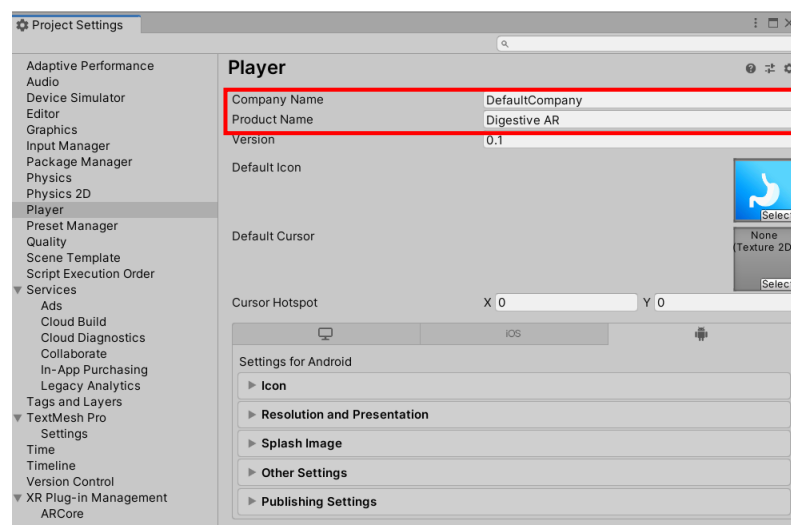 Project Settings
Adaptive Performance
Audio
Device Simulator
Editor
Graphics
Input Manager
Package Manager
Physics
Physics 2D
Player
Preset Manager
Quality
Scene Template
Script Execution Order
Services
Ads
Cloud Build
Cloud Diagnostics
Collaborate
In-App Purchasing
Legacy Analytics
Tags and Layers
TextMesh Pro
Settings
Time
Timeline
Version Control
XR Plug-in Management
ARCore
Player
Company Name DefaultCompany
Product Name Digestive AR
Version 0.1
Default Icon
Selec
Default Cursor
None
(Texture 2D
Selec
Cursor Hotspot X 0 Y 0
iOS
Settings for Android
Icon
Resolution and Presentation
Splash Image
Other Settings
Publishing Settings